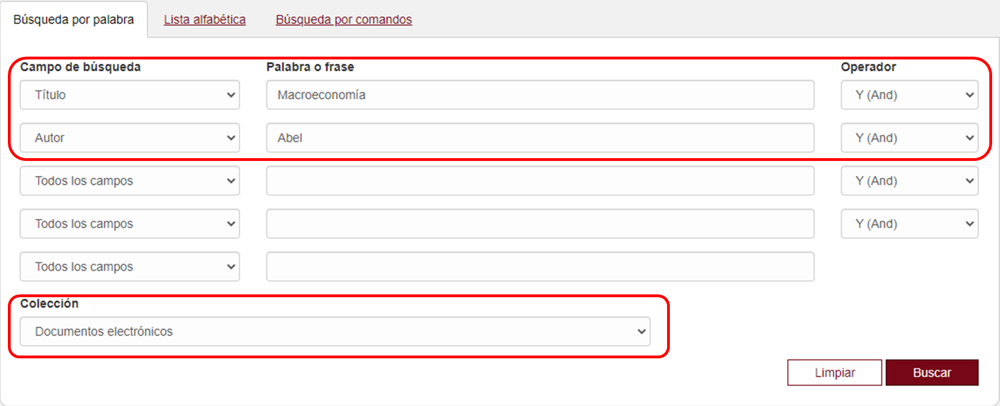 Búsqueda por palabra Lista alfabética Búsqueda por comandos
Campo de búsqueda Palabra o frase Operador
Título Macroeconomía Y (And)
Autor Abel Y (And)
Todos los campos Y (And)
Todos los campos Y (And)
Todos los campos
Colección
Documentos electrónicos
Limpiar Buscar